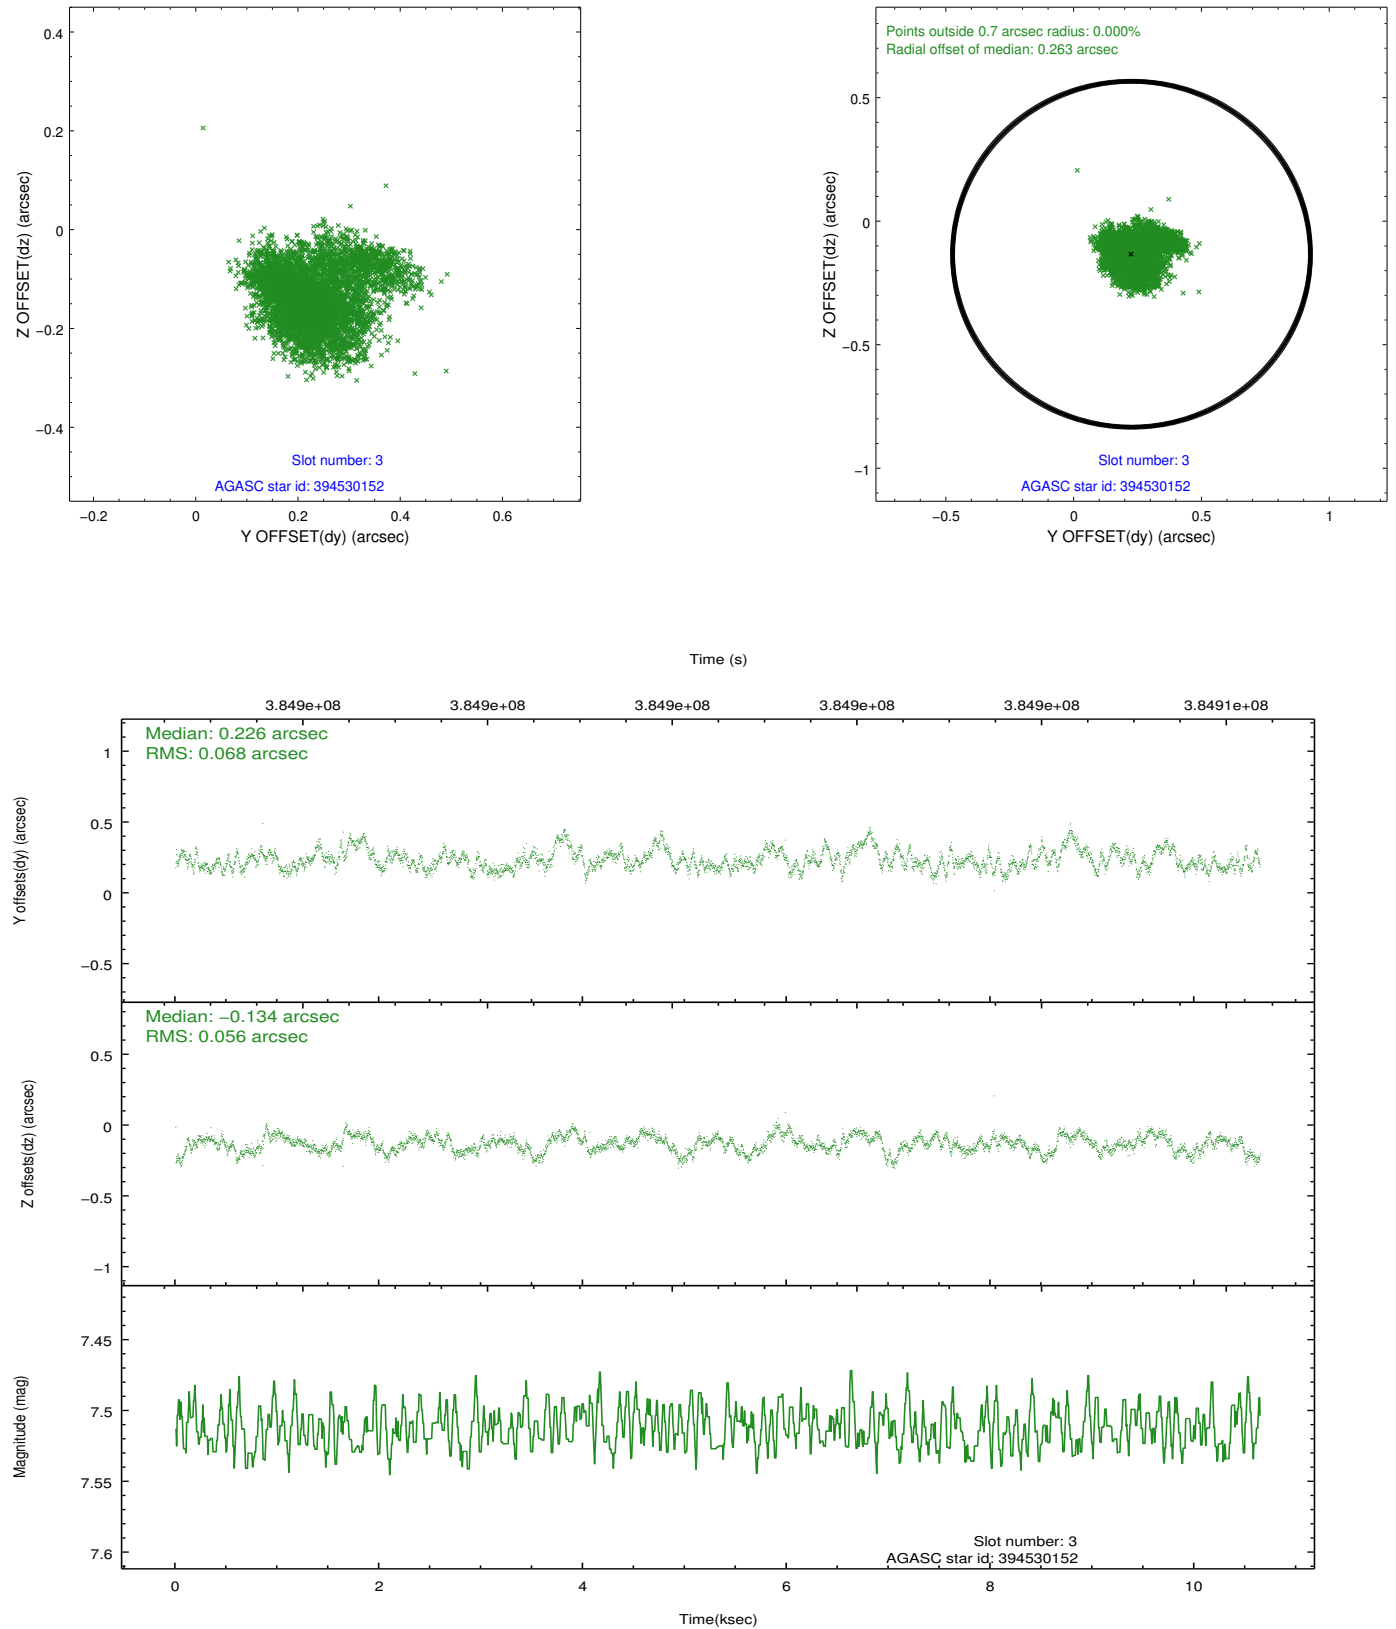 0.4
0.2
0
−0.2
−0.4
Z OFFSET(dz) (arcsec)
Slot number: 3
AGASC star id: 394530152
−0.2 0 0.2 0.4 0.6
Y OFFSET(dy) (arcsec)
Points outside 0.7 arcsec radius: 0.000%
Radial offset of median: 0.263 arcsec
0.5
0
−0.5
−1
Z OFFSET(dz) (arcsec)
Slot number: 3
AGASC star id: 394530152
−0.5 0 0.5 1
Y OFFSET(dy) (arcsec)
Time (s)
3.849e+08 3.849e+08 3.849e+08 3.849e+08 3.849e+08 3.8491e+08
Median: 0.226 arcsec
RMS: 0.068 arcsec
1
0.5
0
−0.5
Y offsets(dy) (arcsec)
Median: −0.134 arcsec
RMS: 0.056 arcsec
0.5
0
−0.5
−1
Z offsets(dz) (arcsec)
7.45
7.5
7.55
7.6
Magnitude (mag)
Slot number: 3
AGASC star id: 394530152
0 2 4 6 8 10
Time(ksec)